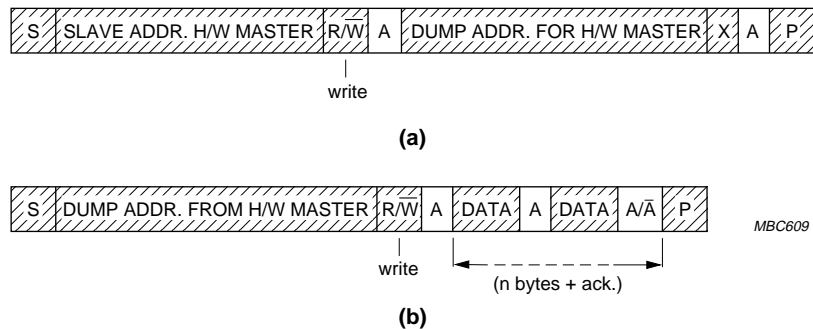 S SLAVE ADDR. H/W MASTER R/W̅ A DUMP ADDR. FOR H/W MASTER X A P
write
(a)
S DUMP ADDR. FROM H/W MASTER R/W̅ A DATA A DATA A/A̅ P
MBC609
write
(n bytes + ack.)
(b)